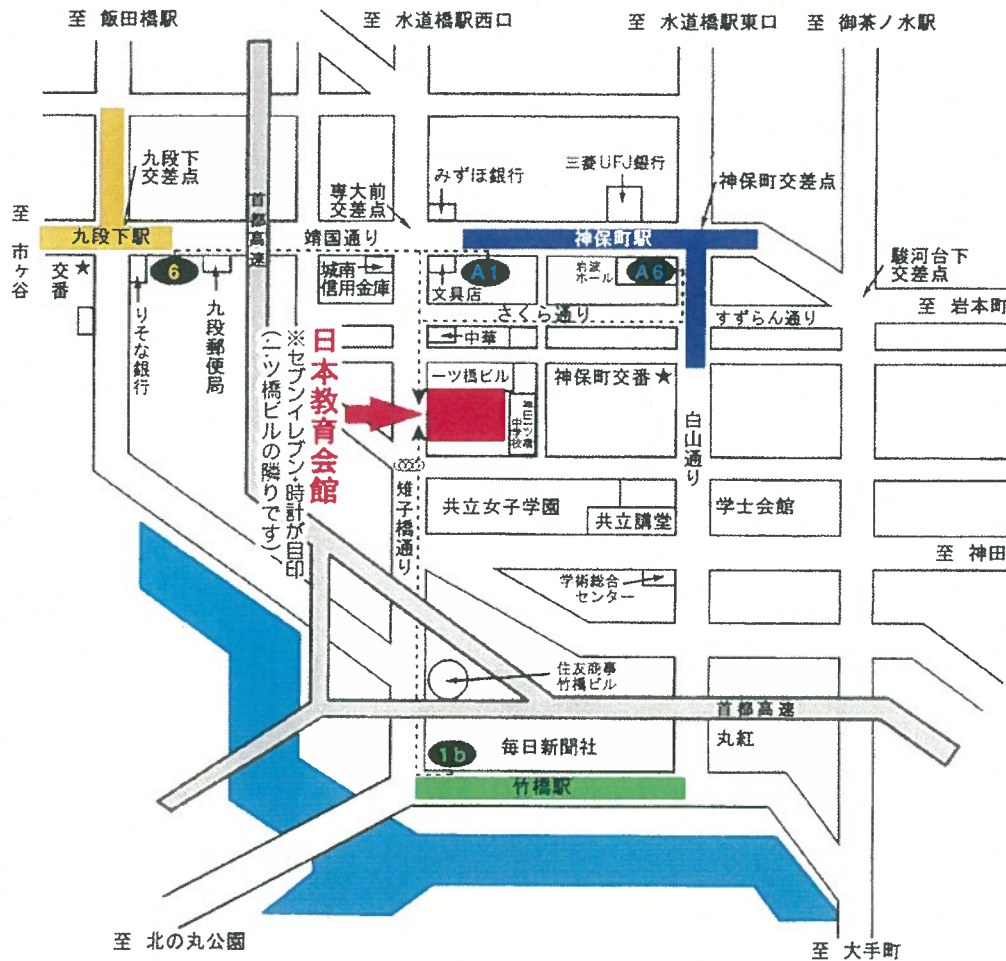 至 飯田橋駅
至 水道橋駅西口
至 水道橋駅東口
至 御茶ノ水駅
九段下
交差点
専大前
交差点
みずほ銀行
三菱UFJ銀行
神保町交差点
至 市ヶ谷
九段下駅
首都高速
靖国通り
神保町駅
交番★
6
城南
信用金庫
文具店
A1
岩波
ホール
A6
駿河台下
交差点
りそな銀行
九段郵便局
さくら通り
すずらん通り
至 岩本町
中華
日本教育会館
※セブンイレブン・時計が目印
(一ツ橋ビルの隣りです)
一ツ橋ビル
神保町交番★
白山通り
雉子橋通り
共立女子学園
共立講堂
学士会館
至 神田
学術総合
センター
住友商事
竹橋ビル
首都高速
丸紅
1b
毎日新聞社
竹橋駅
至 北の丸公園
至 大手町